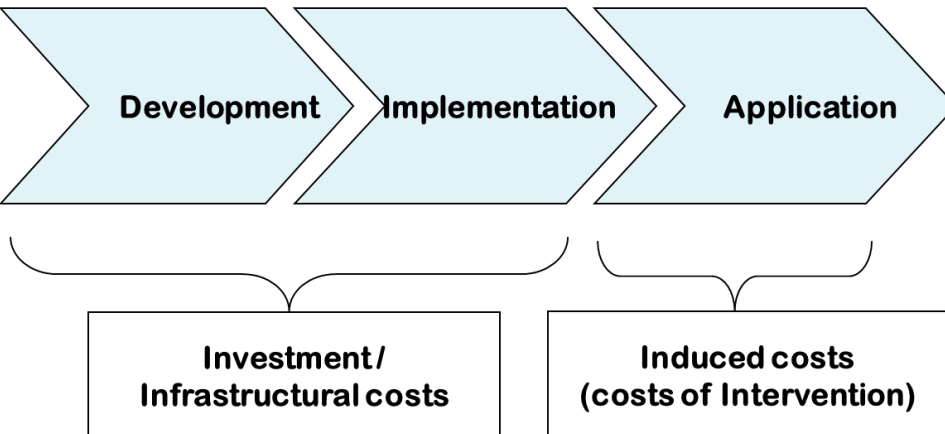 Development
Implementation
Application
Investment /
Infrastructural costs
Induced costs
(costs of Intervention)